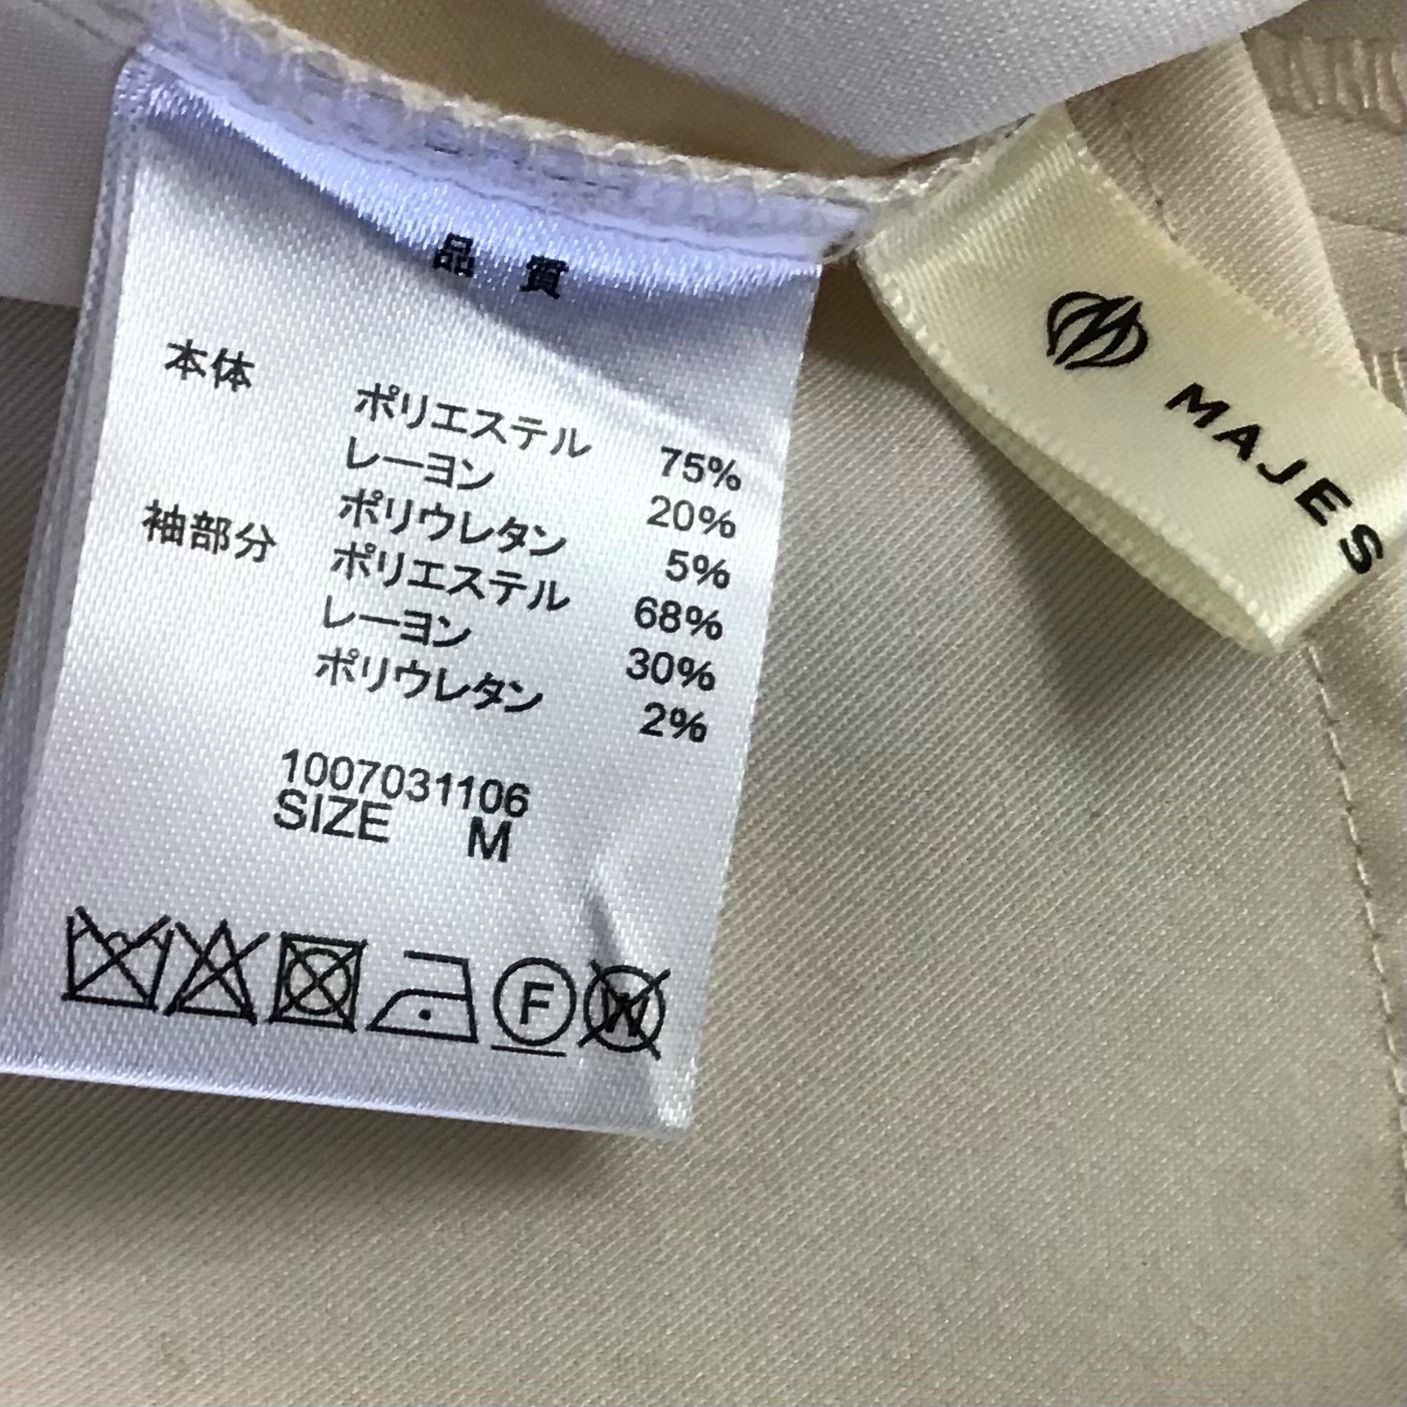 品質
本体 ポリエステル 75%
レーヨン 20%
ポリウレタン 5%
袖部分 ポリエステル 68%
レーヨン 30%
ポリウレタン 2%
1007031106
SIZE M
F W
MAJES